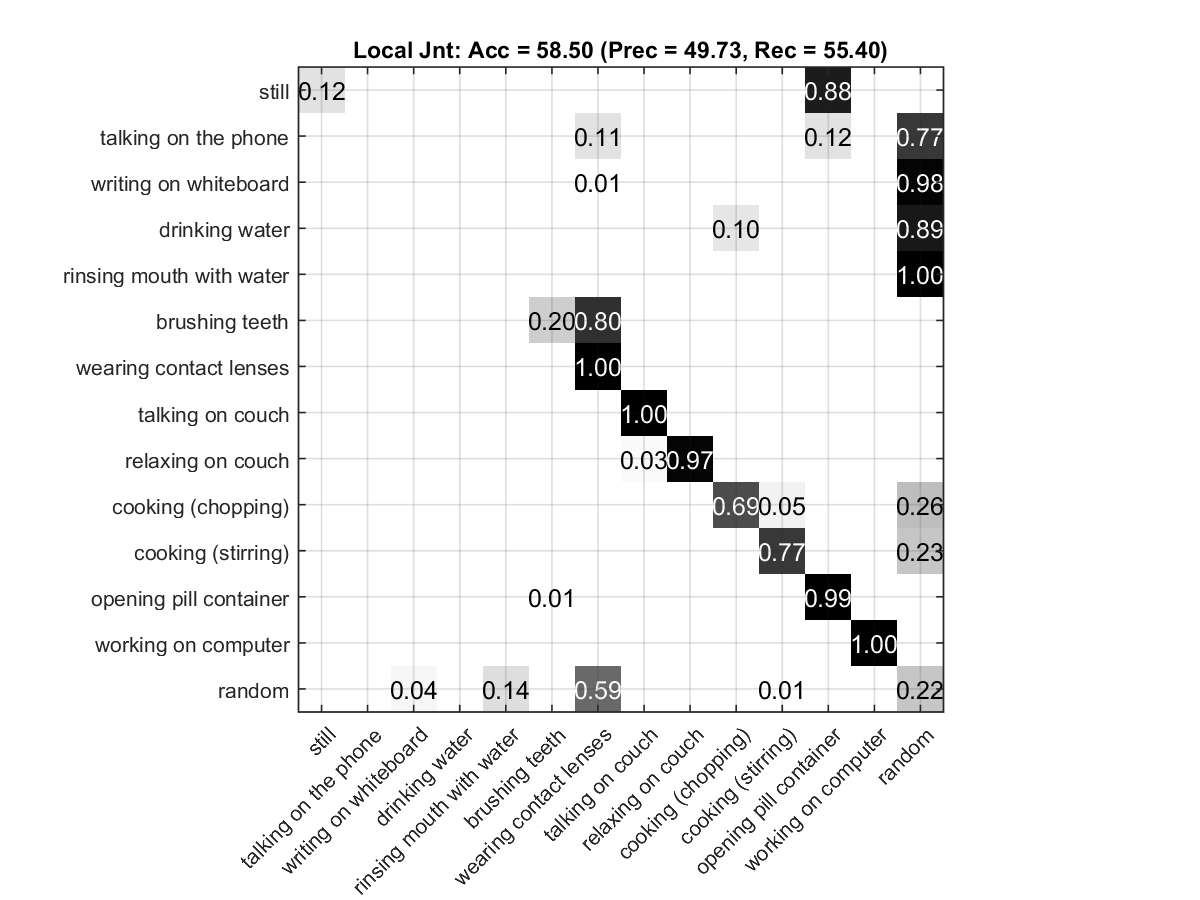 Local Jnt: Acc = 58.50 (Prec = 49.73, Rec = 55.40)
still 0.12 0.88
talking on the phone 0.11 0.12 0.77
writing on whiteboard 0.01 0.98
drinking water 0.10 0.89
rinsing mouth with water 1.00
brushing teeth 0.20 0.80
wearing contact lenses 1.00
talking on couch 1.00
relaxing on couch 0.03 0.97
cooking (chopping) 0.69 0.05 0.26
cooking (stirring) 0.77 0.23
opening pill container 0.01 0.99
working on computer 1.00
random 0.04 0.14 0.59 0.01 0.22
still
talking on the phone
writing on whiteboard
drinking water
rinsing mouth with water
brushing teeth
wearing contact lenses
talking on couch
relaxing on couch
cooking (chopping)
cooking (stirring)
opening pill container
working on computer
random